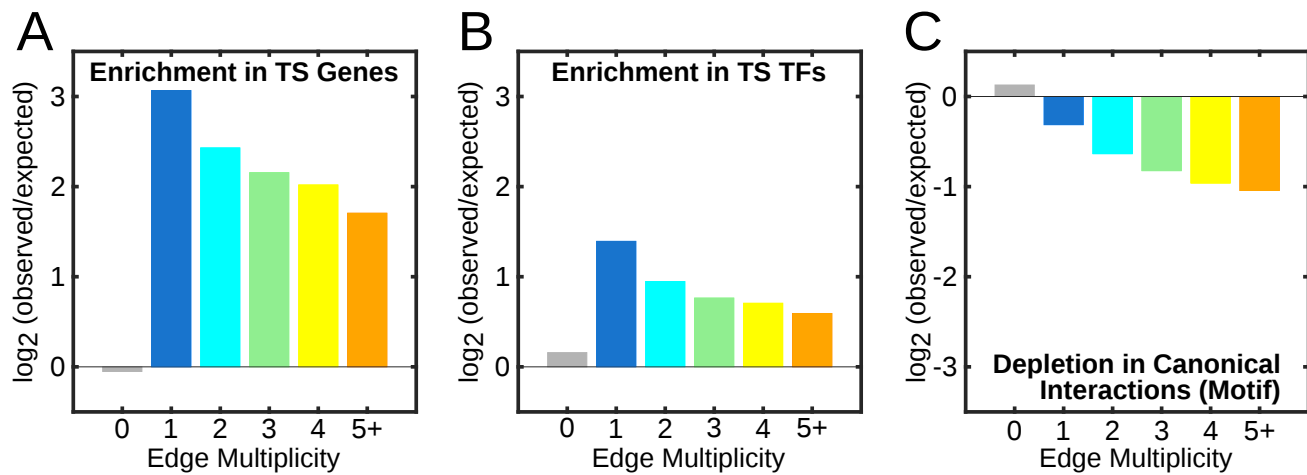 A
Enrichment in TS Genes
log2 (observed/expected)
3
2
1
0
0 1 2 3 4 5+
Edge Multiplicity
B
Enrichment in TS TFs
log2 (observed/expected)
3
2
1
0
0 1 2 3 4 5+
Edge Multiplicity
C
log2 (observed/expected)
0
-1
-2
-3
Depletion in Canonical
Interactions (Motif)
0 1 2 3 4 5+
Edge Multiplicity